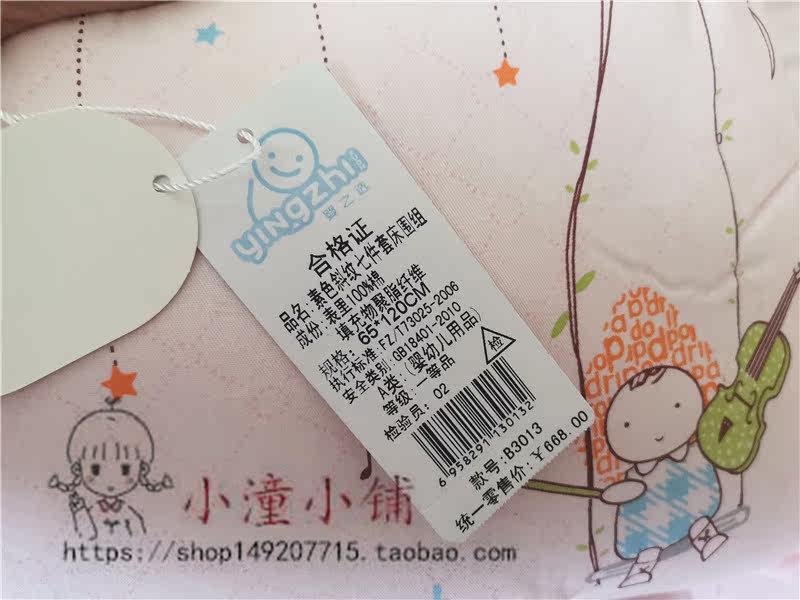 yingzhi
婴之选
合格证
品名:素色斜纹七件套床围组
成份:表里100%棉
填充物聚脂纤维
规格:65*120CM
执行标准:FZ/T73025-2006
安全类别:GB18401-2010
A类:(婴幼儿用品)
等级:一等品
检验员:02
检
6958291130132
款号:B3013
统一零售价:¥668.00
小潼小铺
https://shop149207715.taobao.com